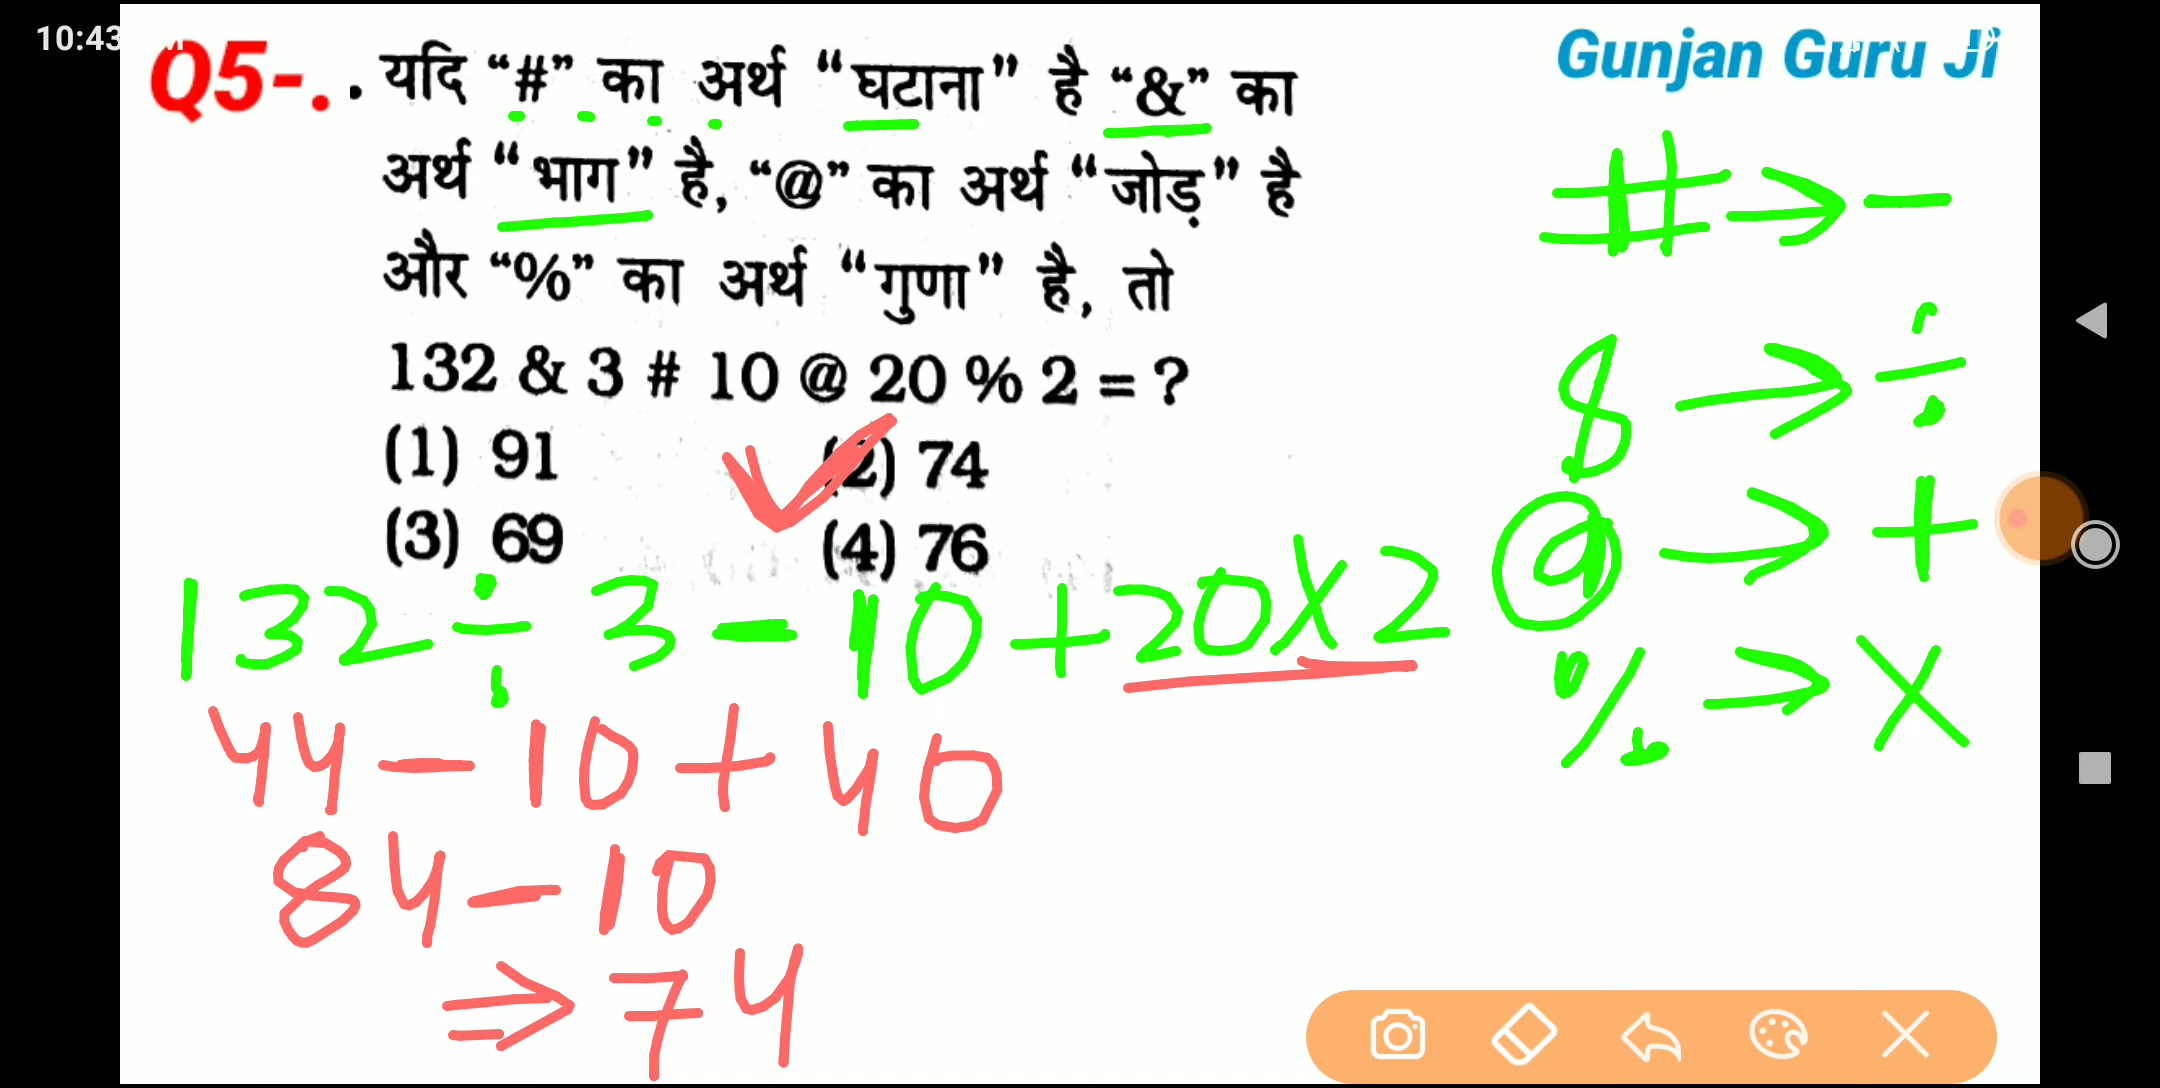 10:43
Gunjan Guru Ji
Q5-. . यदि “#” का अर्थ “घटाना” है “&” का
अर्थ “भाग” है, “@” का अर्थ “जोड़” है
और “%” का अर्थ “गुणा” है, तो
132 & 3 # 10 @ 20 % 2 = ?
(1) 91 (2) 74
(3) 69 (4) 76
# → −
& → ÷
@ → +
% → ×
132 ÷ 3 − 10 + 20 × 2
44 − 10 + 40
84 − 10
⇒ 74